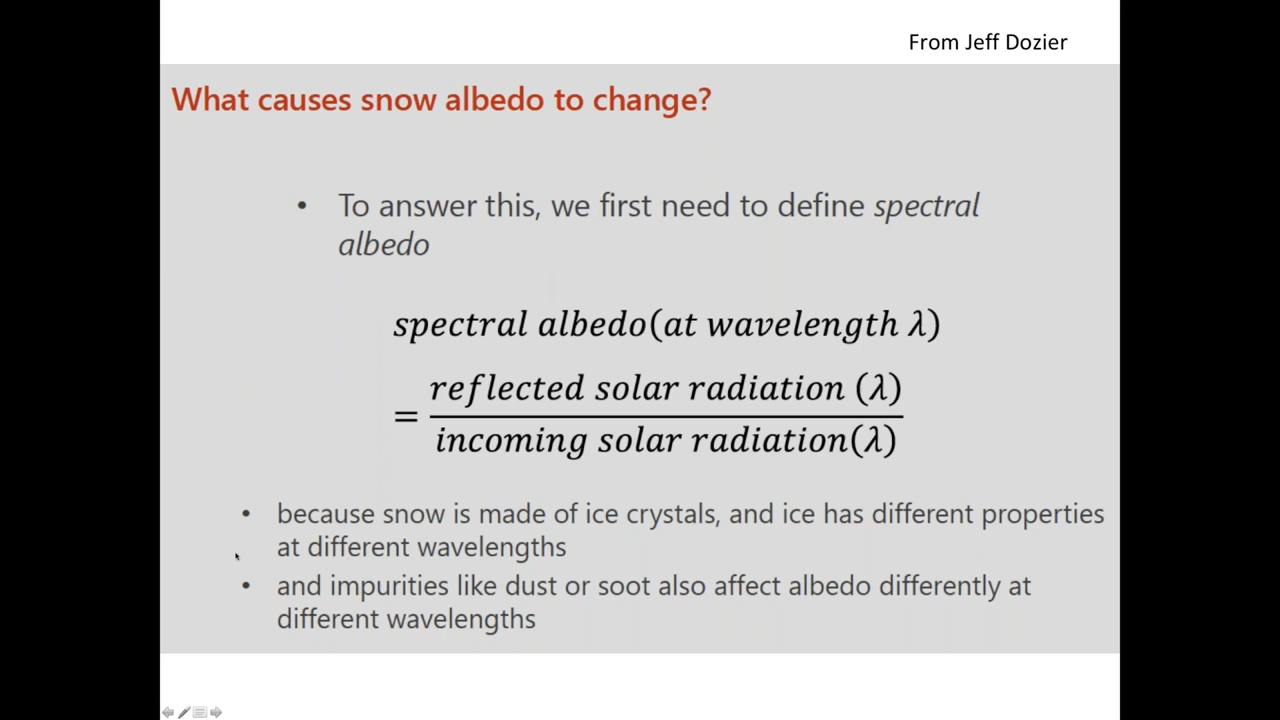 From Jeff Dozier
What causes snow albedo to change?
• To answer this, we first need to define spectral
albedo
spectral albedo(at wavelength λ)
= reflected solar radiation (λ)
incoming solar radiation(λ)
• because snow is made of ice crystals, and ice has different properties
at different wavelengths
• and impurities like dust or soot also affect albedo differently at
different wavelengths